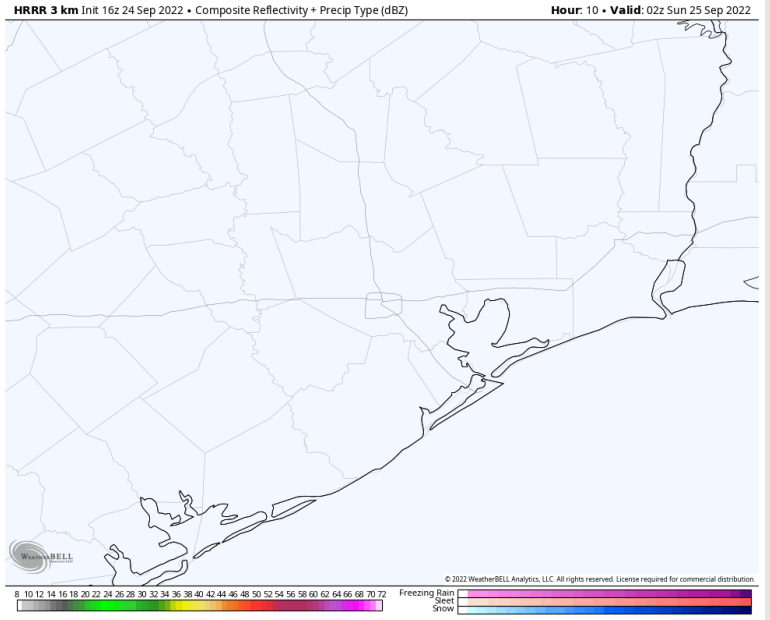 HRRR 3 km Init 16z 24 Sep 2022 • Composite Reflectivity + Precip Type (dBZ)
Hour: 10 • Valid: 02z Sun 25 Sep 2022
WeatherBELL
© 2022 WeatherBELL Analytics, LLC. All rights reserved. License required for commercial distribution.
8 10 12 14 16 18 20 22 24 26 28 30 32 34 36 38 40 42 44 46 48 50 52 54 56 58 60 62 64 66 68 70 72
Freezing Rain
Sleet
Snow